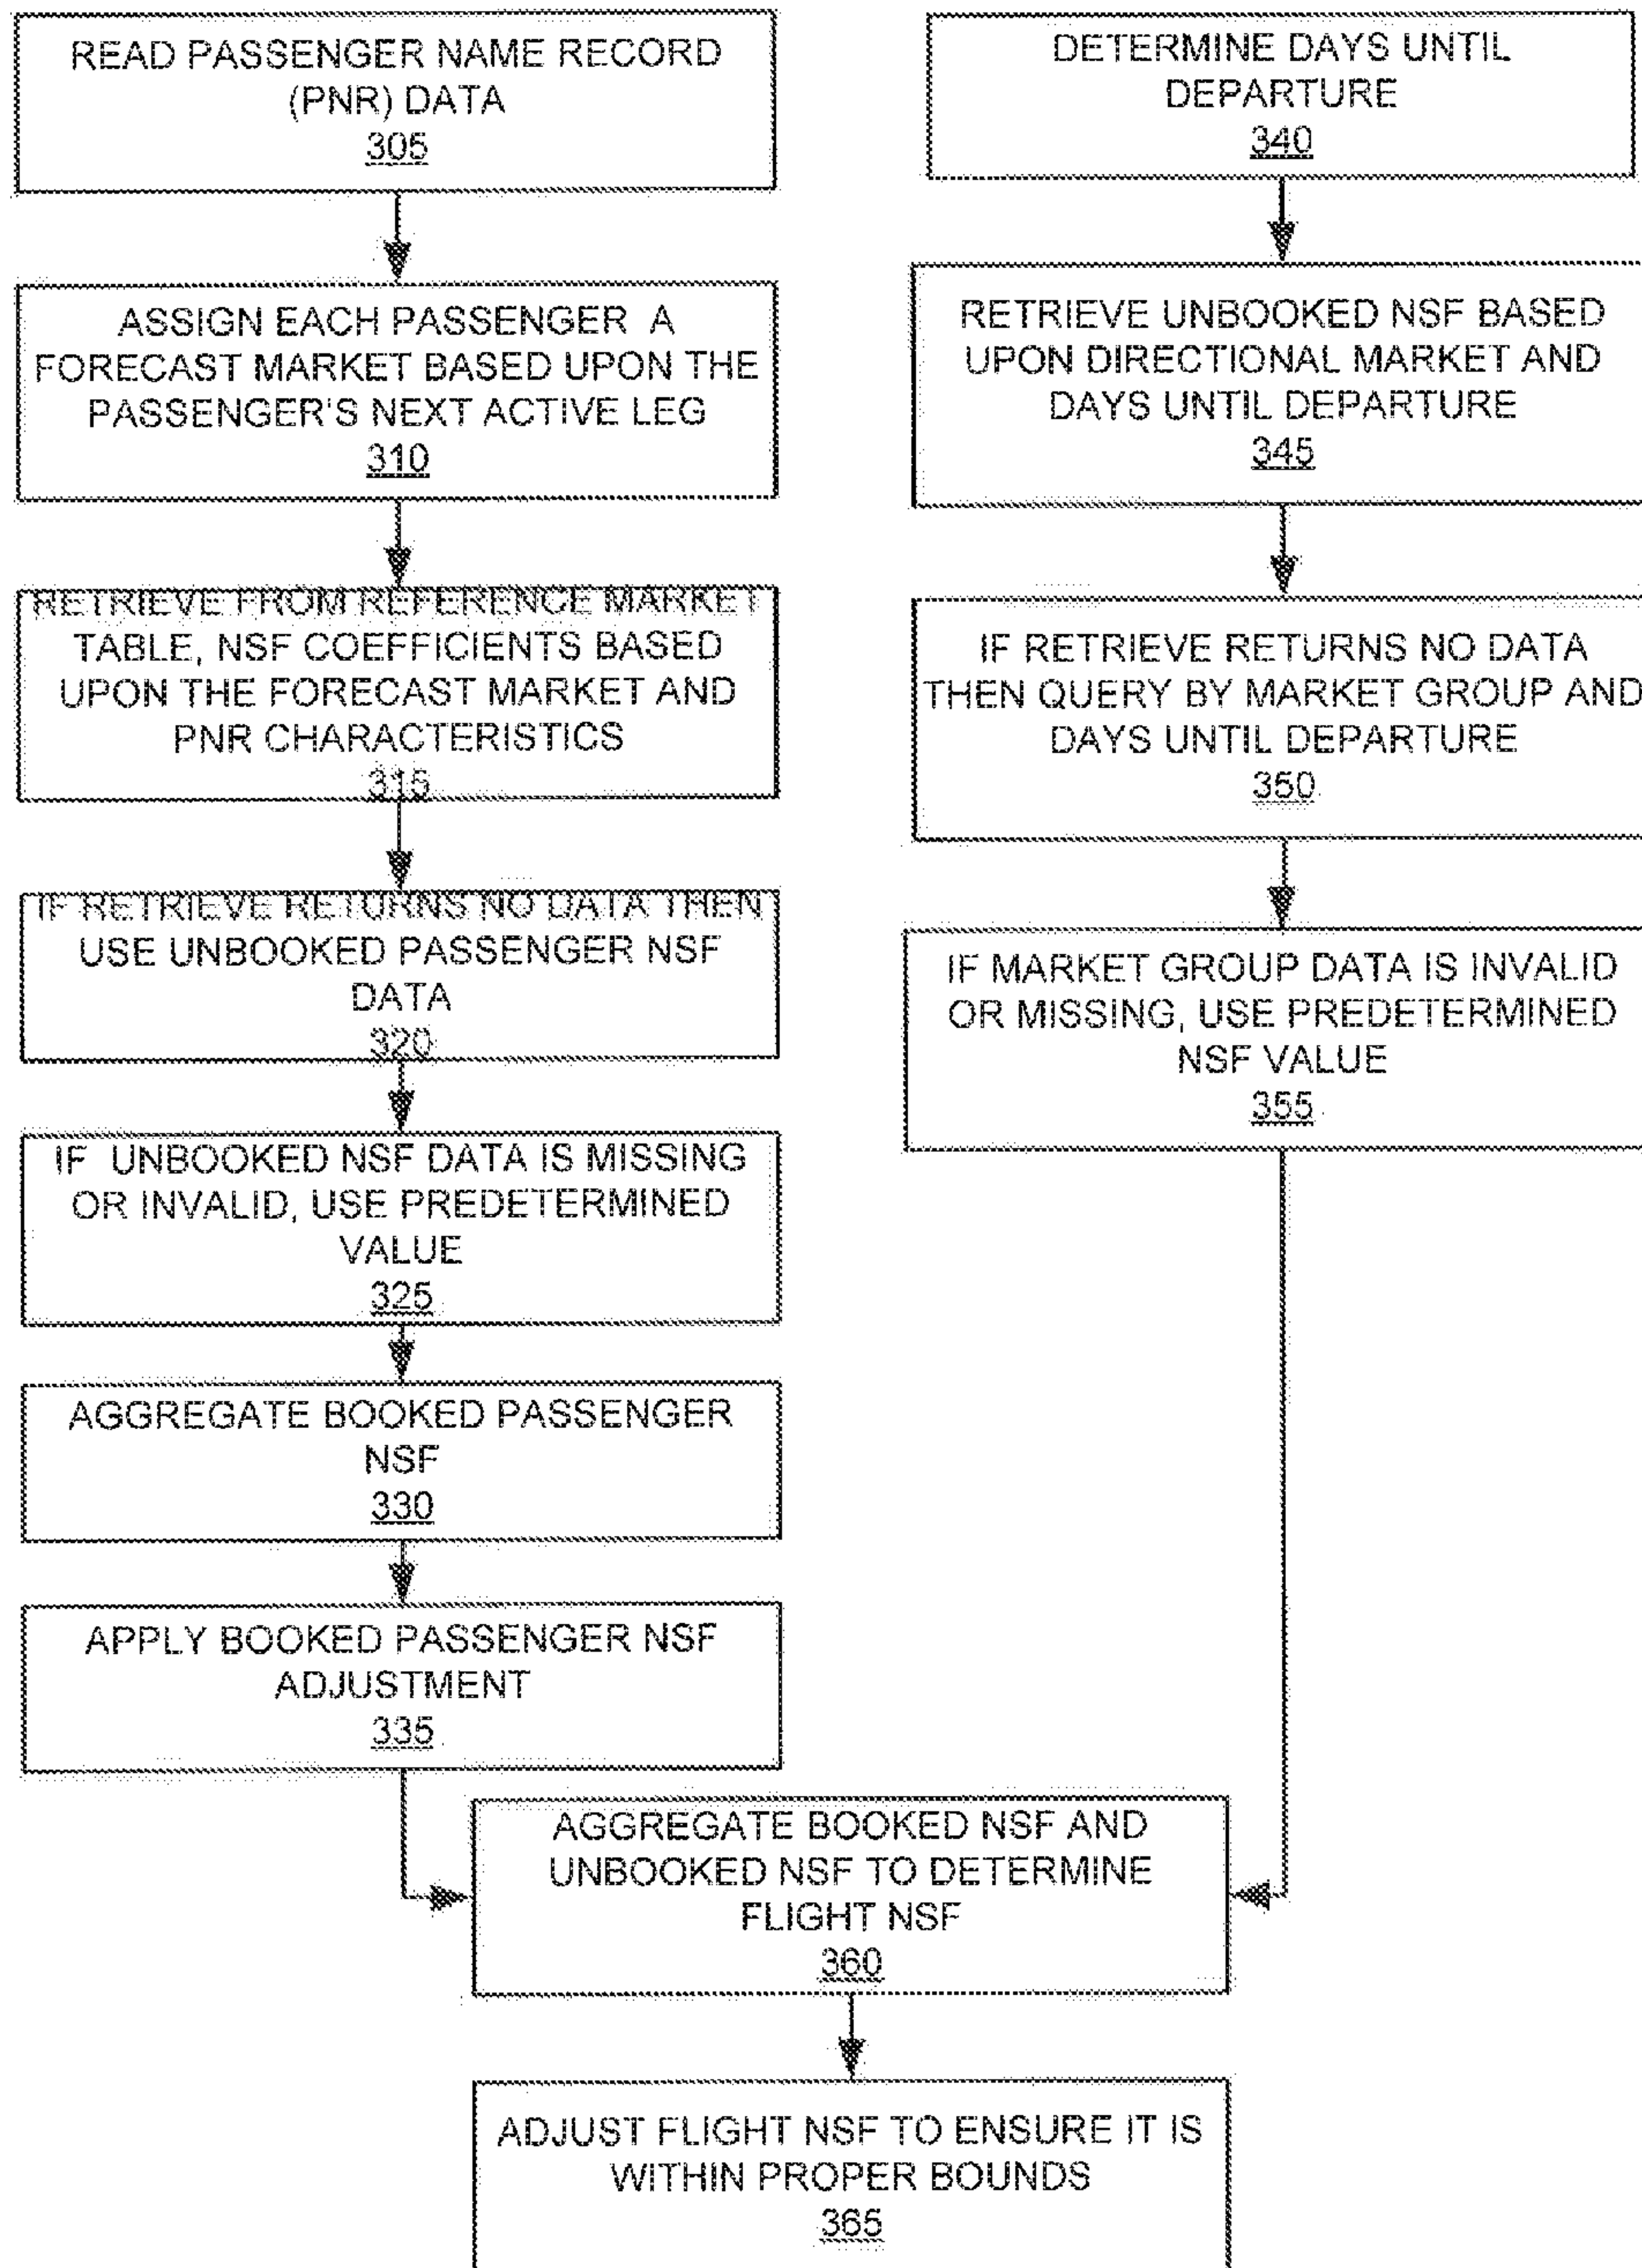 READ PASSENGER NAME RECORD
(PNR) DATA
305
ASSIGN EACH PASSENGER A
FORECAST MARKET BASED UPON THE
PASSENGER'S NEXT ACTIVE LEG
310
RETRIEVE FROM REFERENCE MARKET
TABLE, NSF COEFFICIENTS BASED
UPON THE FORECAST MARKET AND
PNR CHARACTERISTICS
315
IF RETRIEVE RETURNS NO DATA THEN
USE UNBOOKED PASSENGER NSF
DATA
320
IF UNBOOKED NSF DATA IS MISSING
OR INVALID, USE PREDETERMINED
VALUE
325
AGGREGATE BOOKED PASSENGER
NSF
330
APPLY BOOKED PASSENGER NSF
ADJUSTMENT
335
DETERMINE DAYS UNTIL
DEPARTURE
340
RETRIEVE UNBOOKED NSF BASED
UPON DIRECTIONAL MARKET AND
DAYS UNTIL DEPARTURE
345
IF RETRIEVE RETURNS NO DATA
THEN QUERY BY MARKET GROUP AND
DAYS UNTIL DEPARTURE
350
IF MARKET GROUP DATA IS INVALID
OR MISSING, USE PREDETERMINED
NSF VALUE
355
AGGREGATE BOOKED NSF AND
UNBOOKED NSF TO DETERMINE
FLIGHT NSF
360
ADJUST FLIGHT NSF TO ENSURE IT IS
WITHIN PROPER BOUNDS
365